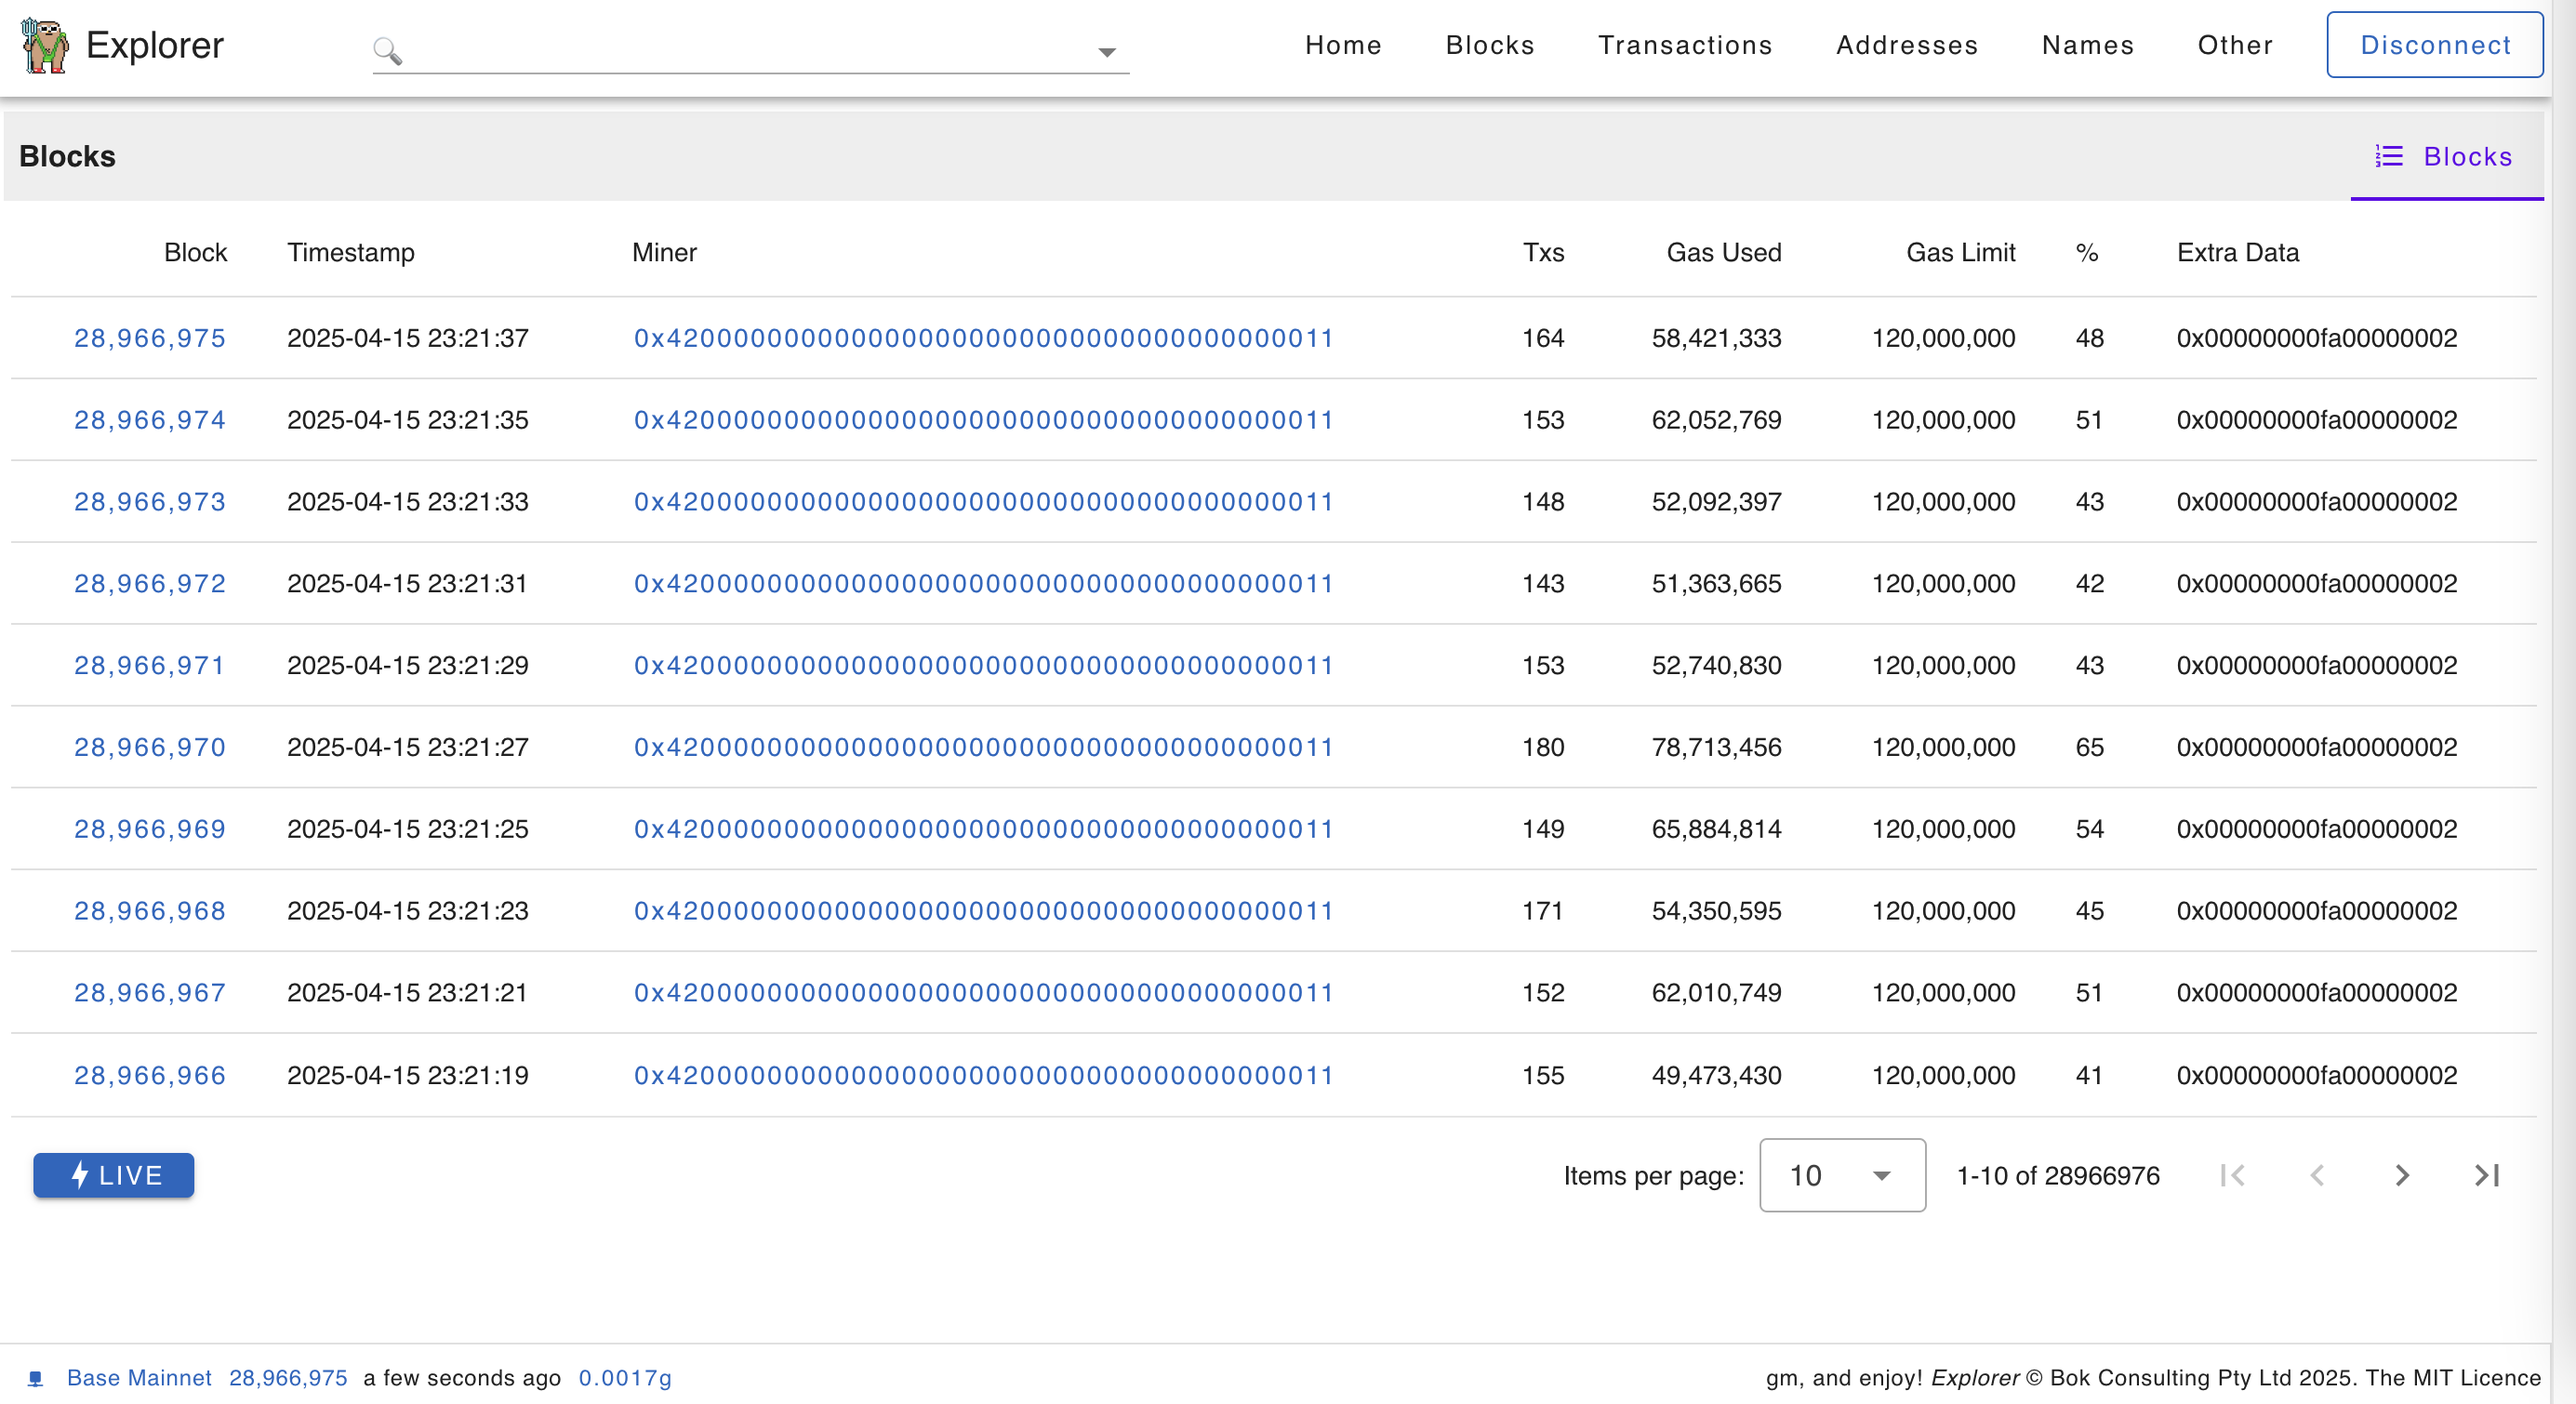 Explorer
Home Blocks Transactions Addresses Names Other Disconnect
Blocks Blocks
Block Timestamp Miner Txs Gas Used Gas Limit % Extra Data
28,966,975 2025-04-15 23:21:37 0x4200000000000000000000000000000000000011 164 58,421,333 120,000,000 48 0x00000000fa00000002
28,966,974 2025-04-15 23:21:35 0x4200000000000000000000000000000000000011 153 62,052,769 120,000,000 51 0x00000000fa00000002
28,966,973 2025-04-15 23:21:33 0x4200000000000000000000000000000000000011 148 52,092,397 120,000,000 43 0x00000000fa00000002
28,966,972 2025-04-15 23:21:31 0x4200000000000000000000000000000000000011 143 51,363,665 120,000,000 42 0x00000000fa00000002
28,966,971 2025-04-15 23:21:29 0x4200000000000000000000000000000000000011 153 52,740,830 120,000,000 43 0x00000000fa00000002
28,966,970 2025-04-15 23:21:27 0x4200000000000000000000000000000000000011 180 78,713,456 120,000,000 65 0x00000000fa00000002
28,966,969 2025-04-15 23:21:25 0x4200000000000000000000000000000000000011 149 65,884,814 120,000,000 54 0x00000000fa00000002
28,966,968 2025-04-15 23:21:23 0x4200000000000000000000000000000000000011 171 54,350,595 120,000,000 45 0x00000000fa00000002
28,966,967 2025-04-15 23:21:21 0x4200000000000000000000000000000000000011 152 62,010,749 120,000,000 51 0x00000000fa00000002
28,966,966 2025-04-15 23:21:19 0x4200000000000000000000000000000000000011 155 49,473,430 120,000,000 41 0x00000000fa00000002
LIVE Items per page: 10 1-10 of 28966976
Base Mainnet 28,966,975 a few seconds ago 0.0017g gm, and enjoy! Explorer © Bok Consulting Pty Ltd 2025. The MIT Licence